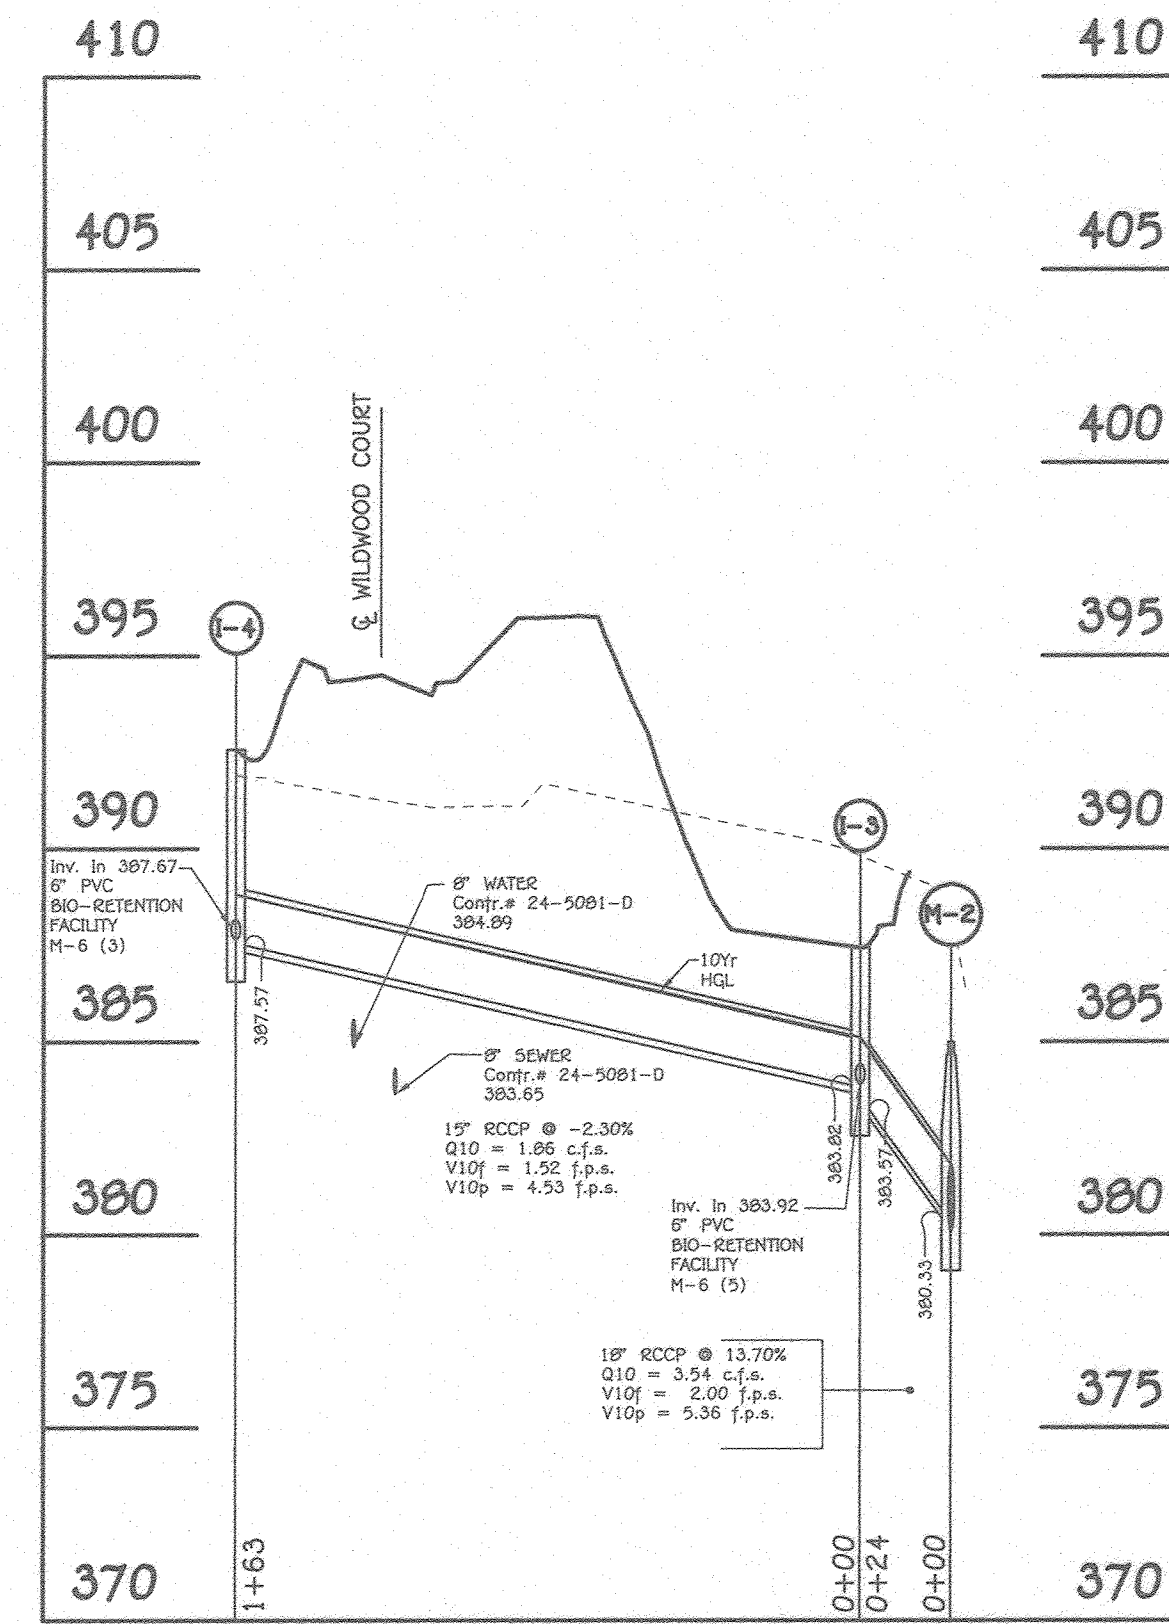 410
410
405
405
400
400
℄ WILDWOOD COURT
395
395
I-4
390
390
I-3
Inv. In 387.67
6" PVC
BIO-RETENTION
FACILITY
M-6 (3)
8" WATER
Contr.# 24-5081-D
384.89
M-2
10Yr
HGL
385
385
387.57
8" SEWER
Contr.# 24-5081-D
383.65
15" RCCP @ -2.30%
Q10 = 1.86 c.f.s.
V10f = 1.52 f.p.s.
V10p = 4.53 f.p.s.
383.82
383.57
380
380
Inv. In 383.92
6" PVC
BIO-RETENTION
FACILITY
M-6 (5)
380.33
18" RCCP @ 13.70%
Q10 = 3.54 c.f.s.
V10f = 2.00 f.p.s.
V10p = 5.36 f.p.s.
375
375
370
1+63
0+00
0+24
0+00
370